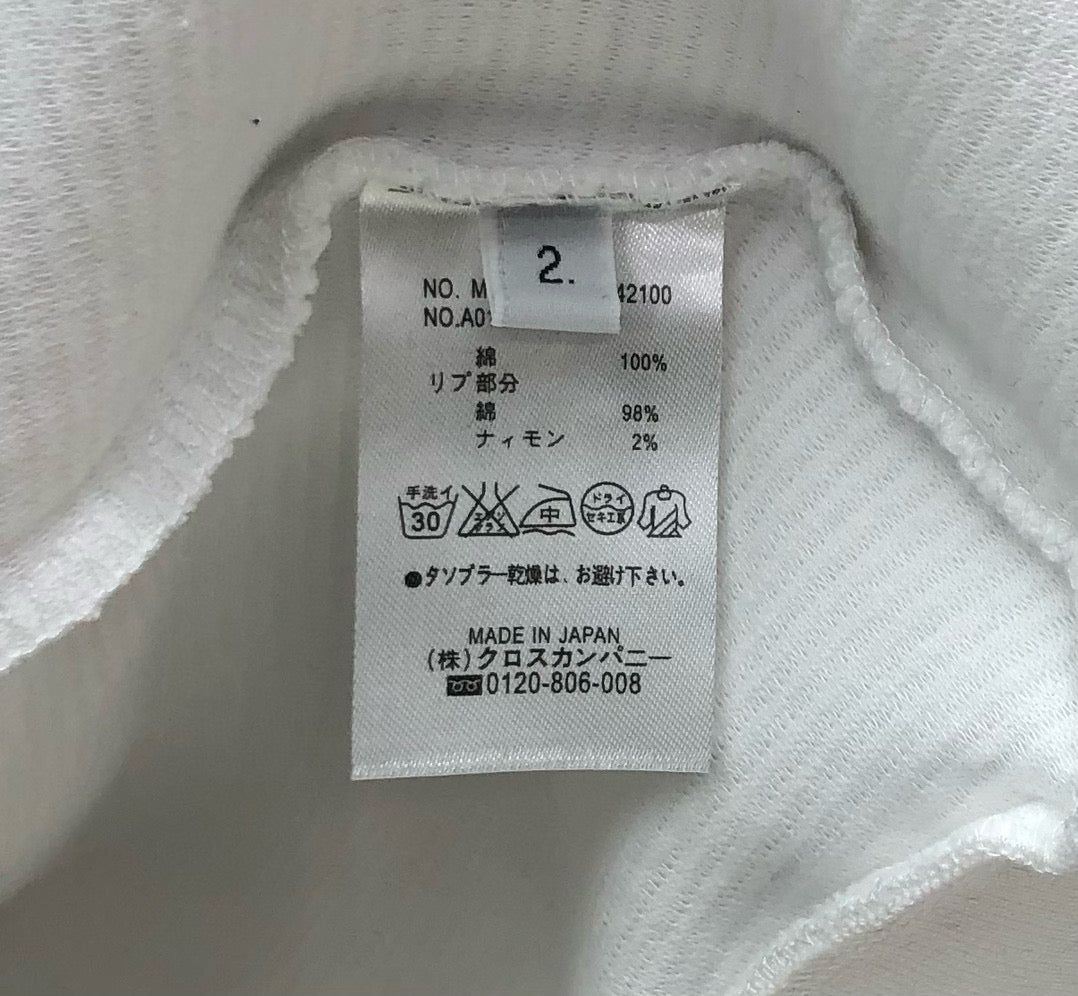 2.
NO. M 42100
NO.A0
綿 100%
リプ部分
綿 98%
ナィモン 2%
手洗イ
30
中
ドライ
セキユ系
●タソブラー乾燥は、お避け下さい。
MADE IN JAPAN
(株)クロスカンパニー
0120-806-008